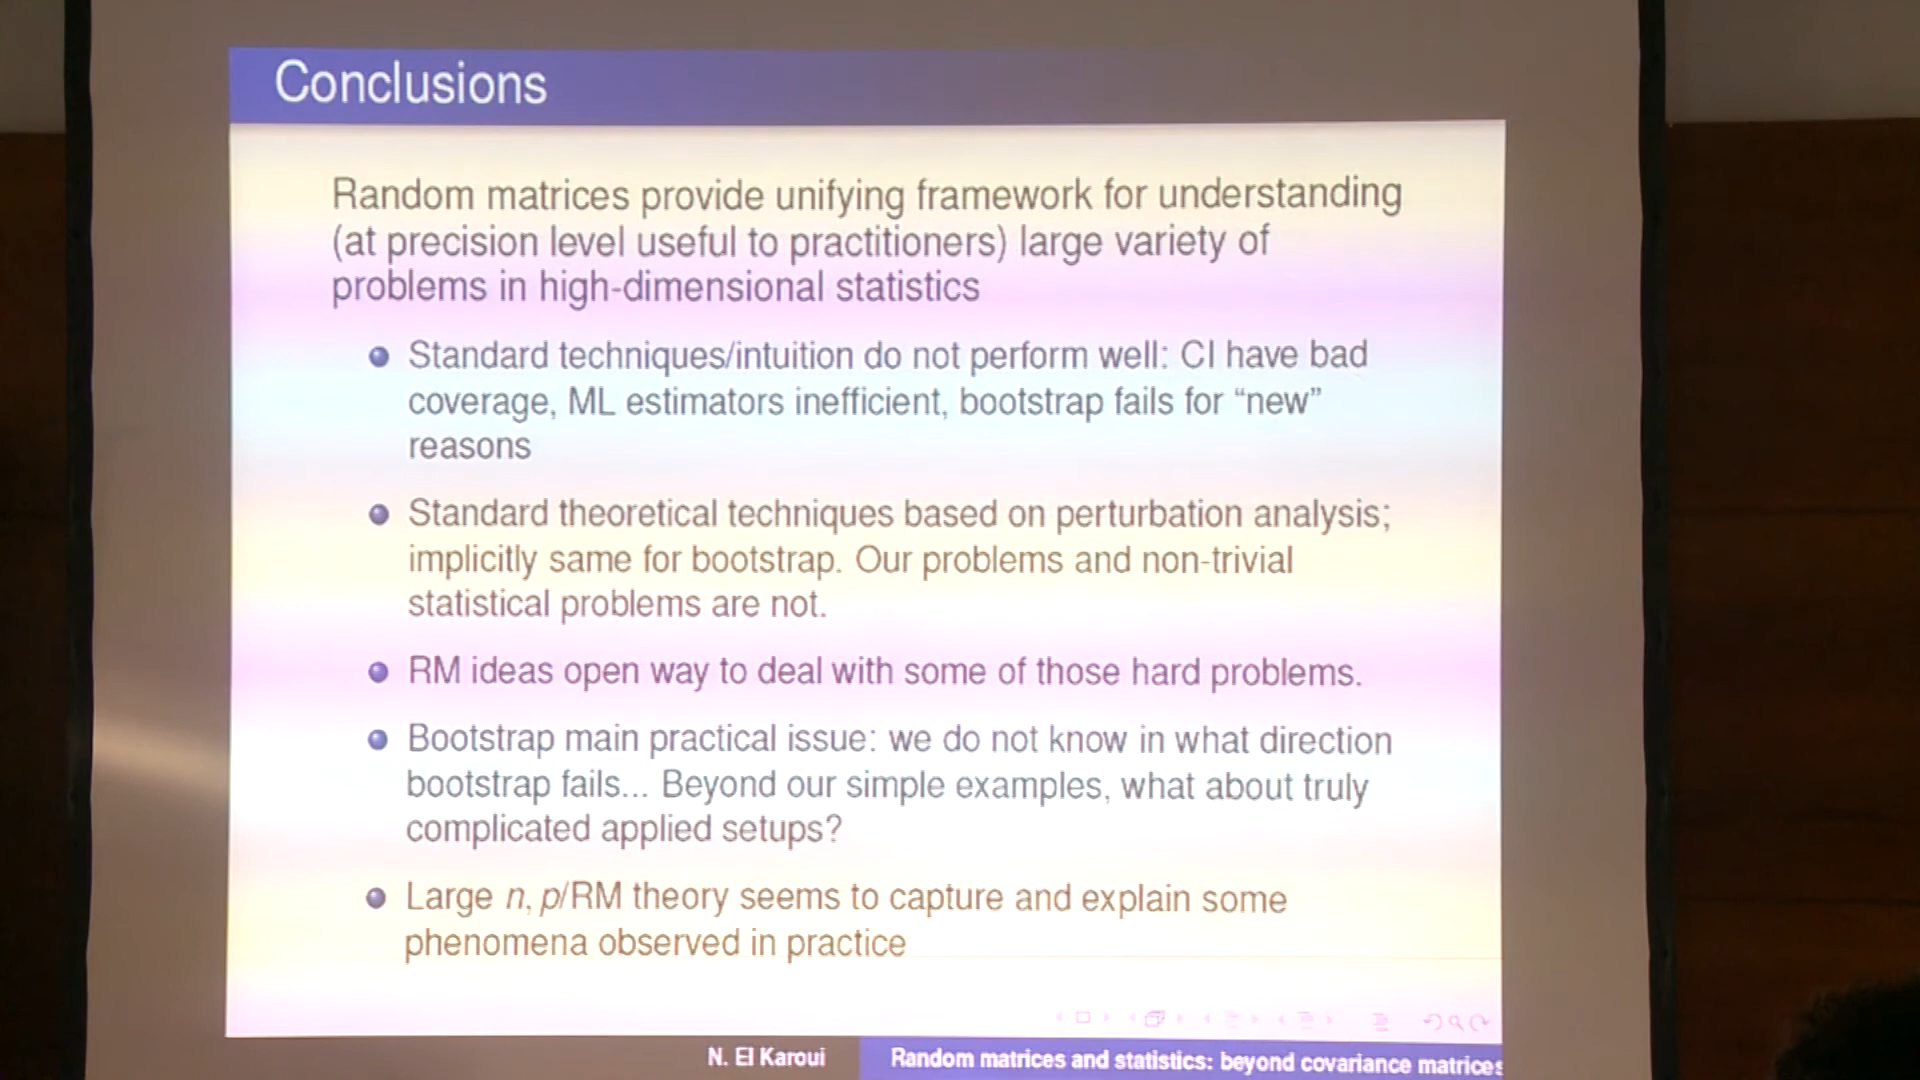 Conclusions
Random matrices provide unifying framework for understanding
(at precision level useful to practitioners) large variety of
problems in high-dimensional statistics
Standard techniques/intuition do not perform well: CI have bad
coverage, ML estimators inefficient, bootstrap fails for “new”
reasons
Standard theoretical techniques based on perturbation analysis;
implicitly same for bootstrap. Our problems and non-trivial
statistical problems are not.
RM ideas open way to deal with some of those hard problems.
Bootstrap main practical issue: we do not know in what direction
bootstrap fails... Beyond our simple examples, what about truly
complicated applied setups?
Large n, p/RM theory seems to capture and explain some
phenomena observed in practice
N. El Karoui
Random matrices and statistics: beyond covariance matrices